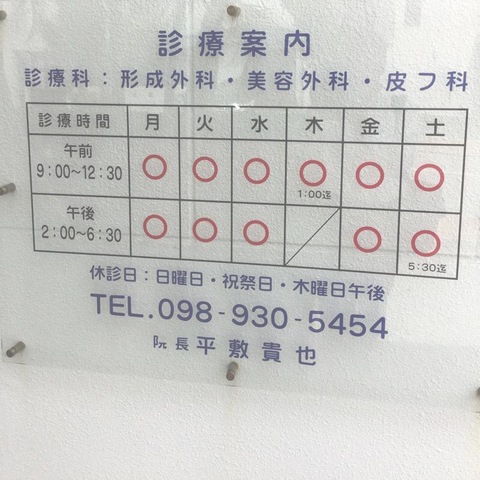 診療案内
診療科：形成外科・美容外科・皮フ科
診療時間 月 火 水 木 金 土
午前 9:00〜12:30 ○ ○ ○ ○ 1:00迄 ○ ○
午後 2:00〜6:30 ○ ○ ○ ／ ○ ○ 5:30迄
休診日：日曜日・祝祭日・木曜日午後
TEL.098-930-5454
院長 平敷貴也